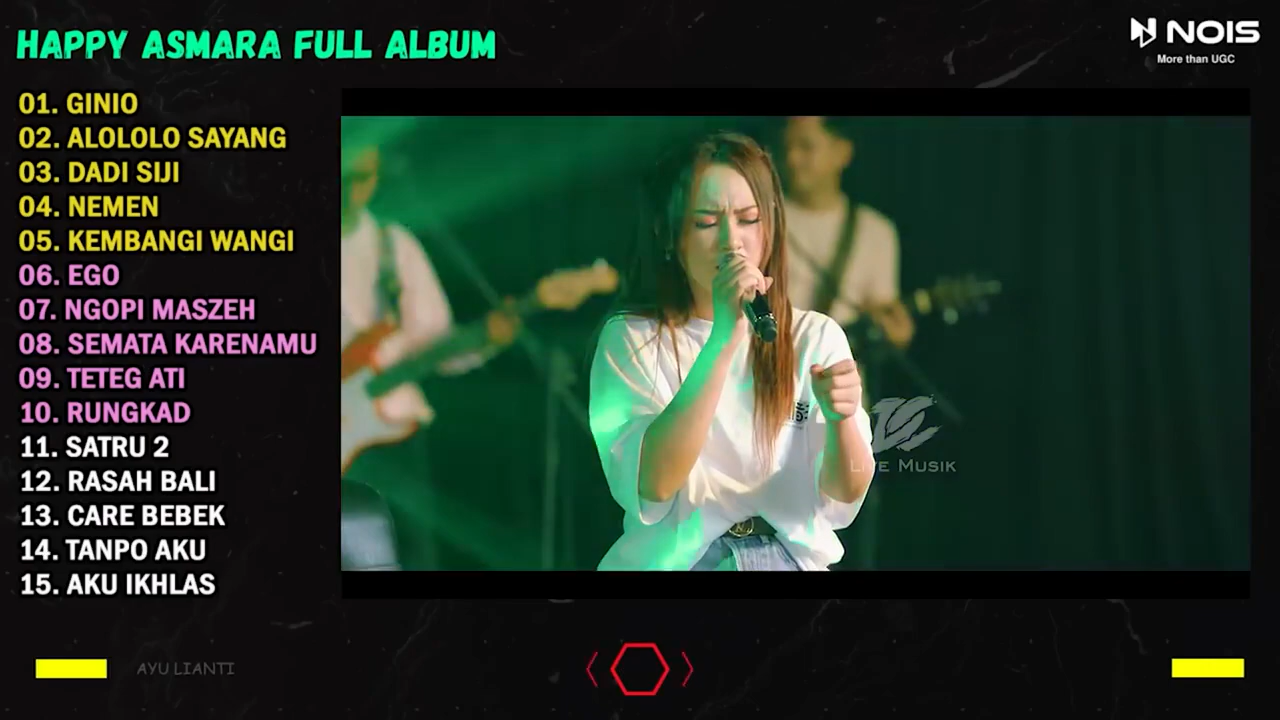 HAPPY ASMARA FULL ALBUM
NOIS
More than UGC
01. GINIO
02. ALOLOLO SAYANG
03. DADI SIJI
04. NEMEN
05. KEMBANGI WANGI
06. EGO
07. NGOPI MASZEH
08. SEMATA KARENAMU
09. TETEG ATI
10. RUNGKAD
11. SATRU 2
12. RASAH BALI
13. CARE BEBEK
14. TANPO AKU
15. AKU IKHLAS
LIVE MUSIK
AYU LIANTI